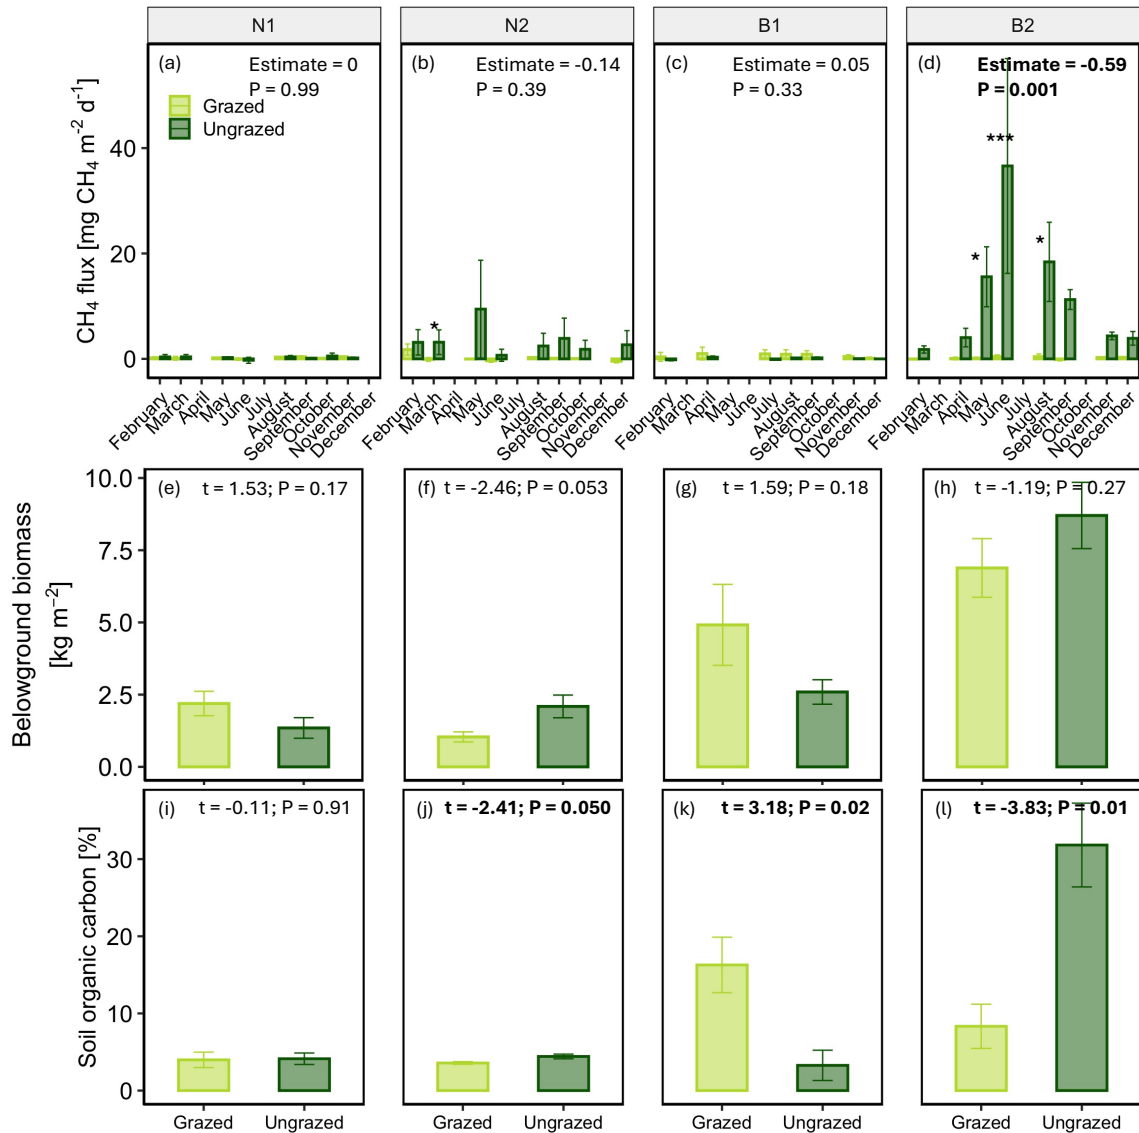 N1 N2 B1 B2
(a) Estimate = 0
P = 0.99
Grazed
Ungrazed
(b) Estimate = -0.14
P = 0.39
*
(c) Estimate = 0.05
P = 0.33
(d) Estimate = -0.59
P = 0.001
***
*
*
CH4 flux [mg CH4 m-2 d-1]
40
20
0
February March April May June July August September October November December
February March April May June July August September October November December
February March April May June July August September October November December
February March April May June July August September October November December
Belowground biomass
[kg m−2]
10.0
7.5
5.0
2.5
0.0
(e) t = 1.53; P = 0.17
(f) t = -2.46; P = 0.053
(g) t = 1.59; P = 0.18
(h) t = -1.19; P = 0.27
Soil organic carbon [%]
30
20
10
0
(i) t = -0.11; P = 0.91
(j) t = -2.41; P = 0.050
(k) t = 3.18; P = 0.02
(l) t = -3.83; P = 0.01
Grazed Ungrazed Grazed Ungrazed Grazed Ungrazed Grazed Ungrazed